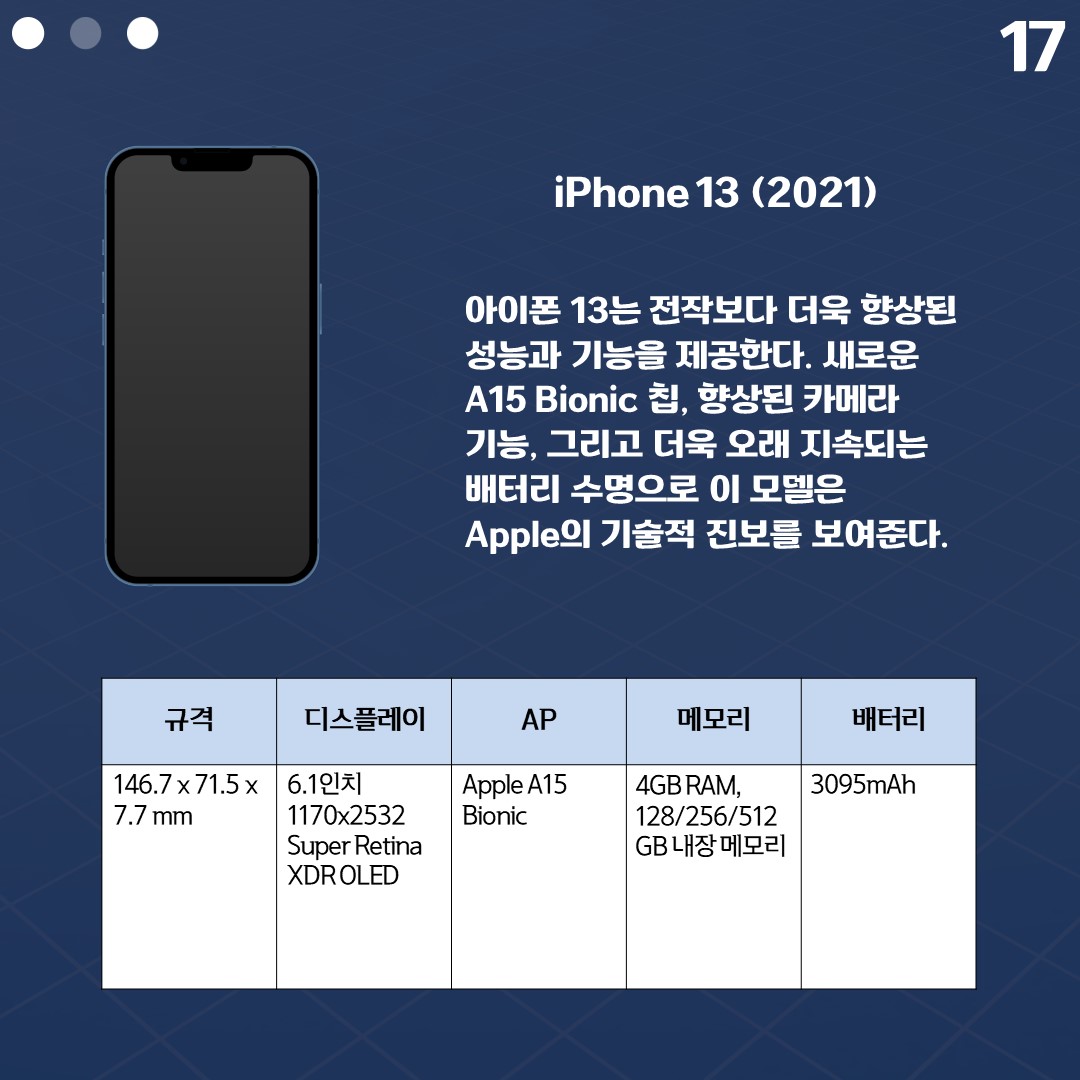 17
iPhone 13 (2021)
아이폰 13는 전작보다 더욱 향상된
성능과 기능을 제공한다. 새로운
A15 Bionic 칩, 향상된 카메라
기능, 그리고 더욱 오래 지속되는
배터리 수명으로 이 모델은
Apple의 기술적 진보를 보여준다.
규격
디스플레이
AP
메모리
배터리
146.7 x 71.5 x
7.7 mm
6.1인치
1170x2532
Super Retina
XDR OLED
Apple A15
Bionic
4GB RAM,
128/256/512
GB 내장 메모리
3095mAh